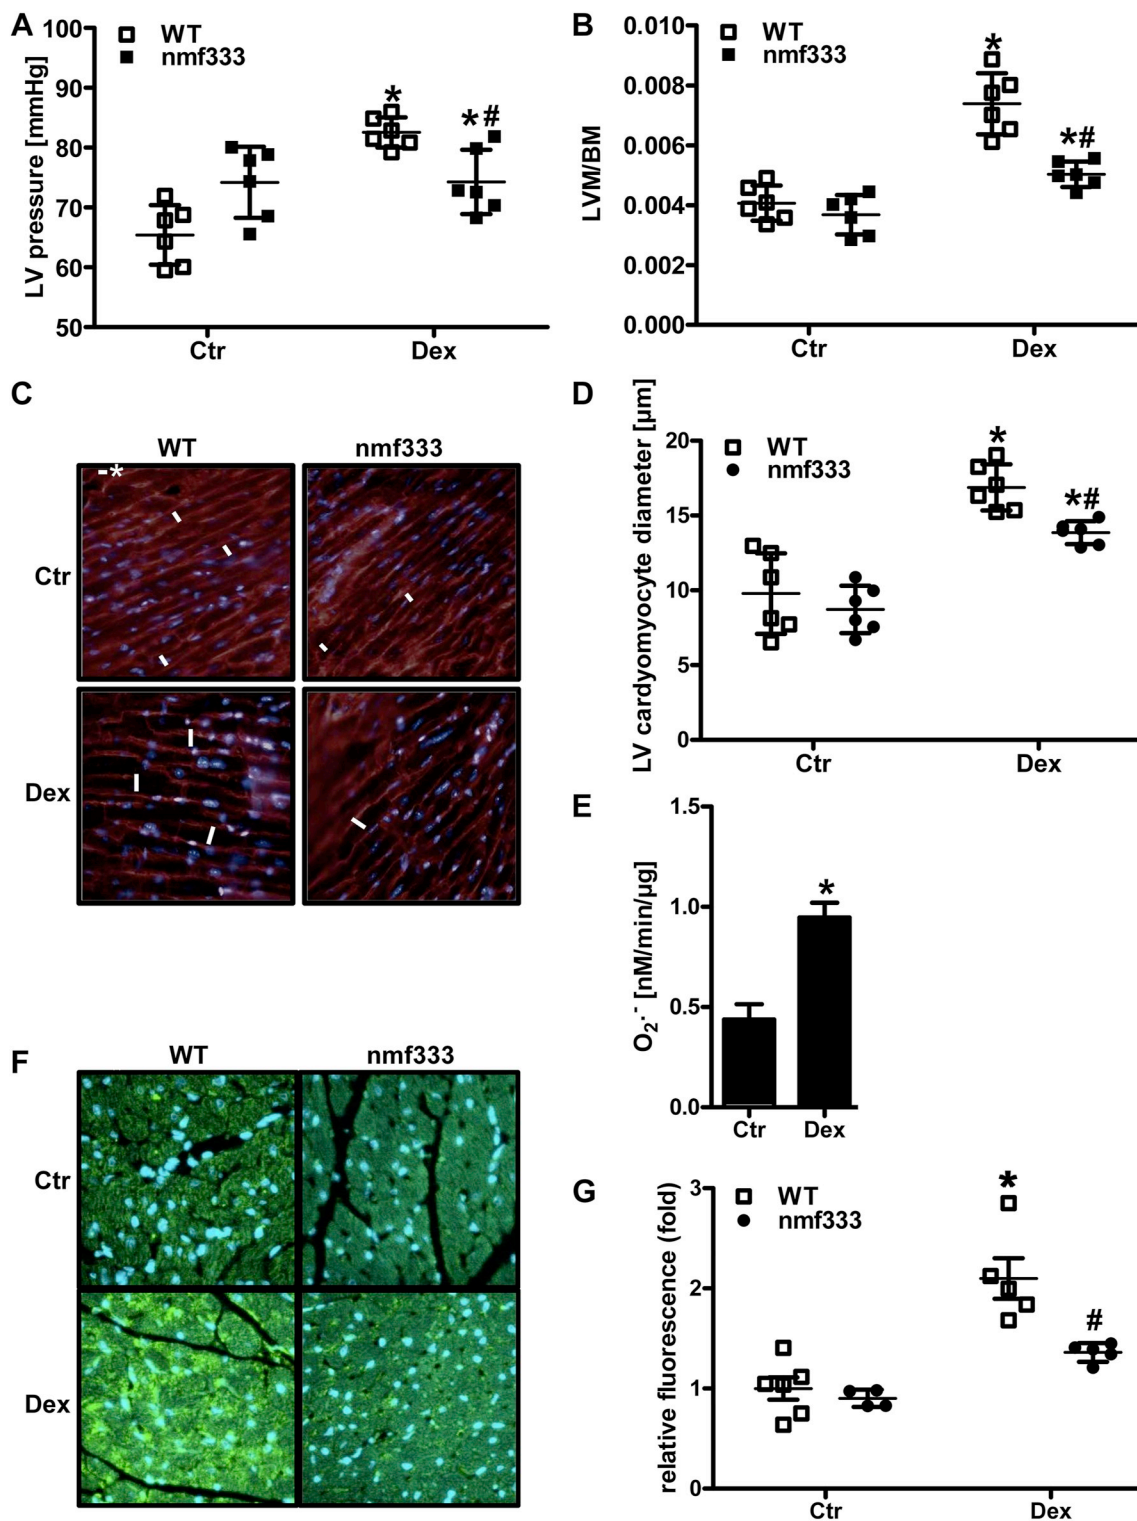 A
LV pressure [mmHg]
100
90
80
70
60
50
WT
nmf333
*
*#
Ctr
Dex
B
LVM/BM
0.010
0.008
0.006
0.004
0.002
0.000
WT
nmf333
*
*#
Ctr
Dex
C
WT
nmf333
-*
Ctr
Dex
D
LV cardyomyocyte diameter [µm]
20
15
10
5
0
WT
nmf333
*
*#
Ctr
Dex
E
O₂·⁻ [nM/min/µg]
1.5
1.0
0.5
0.0
*
Ctr
Dex
F
WT
nmf333
Ctr
Dex
G
relative fluorescence (fold)
3
2
1
0
WT
nmf333
*
#
Ctr
Dex